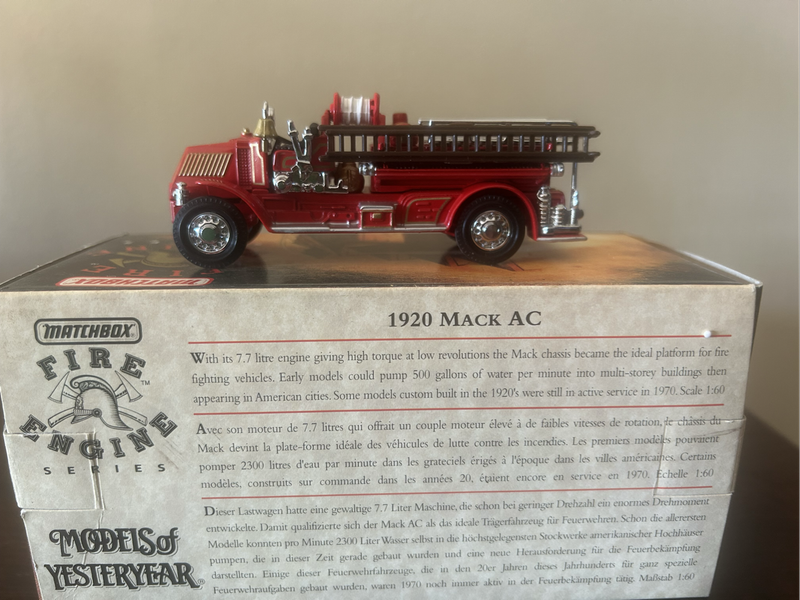 MATCHBOX
MATCHBOX
FIRE
ENGINE
SERIES
TM
MODELS of
YESTERYEAR®
1920 MACK AC
With its 7.7 litre engine giving high torque at low revolutions the Mack chassis became the ideal platform for fire
fighting vehicles. Early models could pump 500 gallons of water per minute into multi-storey buildings then
appearing in American cities. Some models custom built in the 1920's were still in active service in 1970. Scale 1:60
Avec son moteur de 7.7 litres qui offrait un couple moteur élevé à de faibles vitesses de rotation, le châssis du
Mack devint la plate-forme idéale des véhicules de lutte contre les incendies. Les premiers modèles pouvaient
pomper 2300 litres d'eau par minute dans les grateciels érigés à l'époque dans les villes américaines. Certains
modèles, construits sur commande dans les années 20, étaient encore en service en 1970. Echelle 1:60
Dieser Lastwagen hatte eine gewaltige 7.7 Liter Maschine, die schon bei geringer Drehzahl ein enormes Drehmoment
entwickelte. Damit qualifizierte sich der Mack AC als das ideale Trägerfahrzeug für Feuerwehren. Schon die allerersten
Modelle konnten pro Minute 2300 Liter Wasser selbst in die höchstgelegensten Stockwerke amerikanischer Hochhäuser
pumpen, die in dieser Zeit gerade gebaut wurden und eine neue Herausforderung für die Feuerbekämpfung
darstellten. Einige dieser Feuerwehrfahrzeuge, die in den 20er Jahren dieses Jahrhunderts für ganz spezielle
Feuerwehraufgaben gebaut wurden, waren 1970 noch immer aktiv in der Feuerbekämpfung tätig. Maßstab 1:60